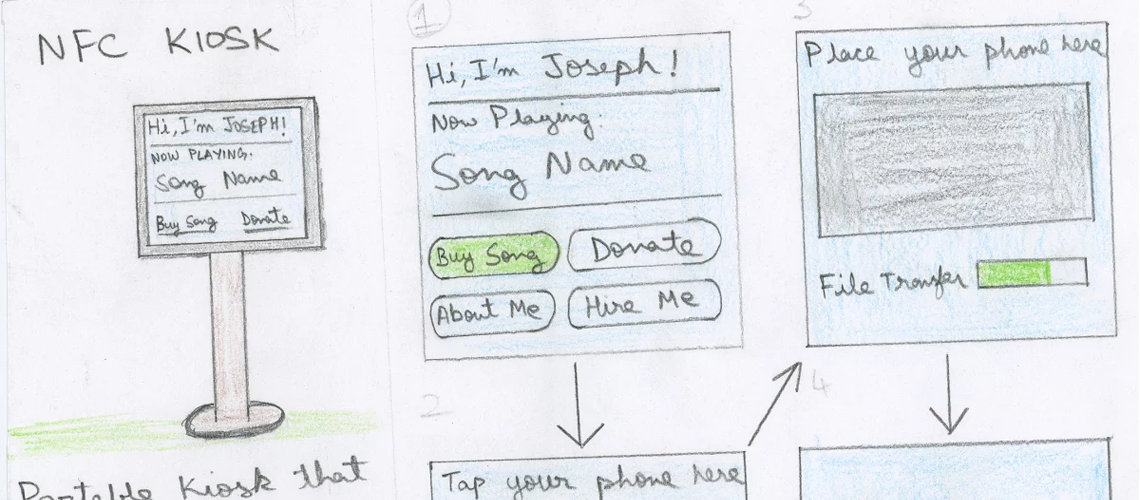 NFC KIOSK
Hi, I'm JOSEPH!
NOW PLAYING.
Song Name
Buy Song Donate
Portable Kiosk that
1
Hi, I'm Joseph!
Now Playing:
Song Name
Buy Song Donate
About Me Hire Me
2
Tap your phone here
3
Place your phone here
File Transfer
4